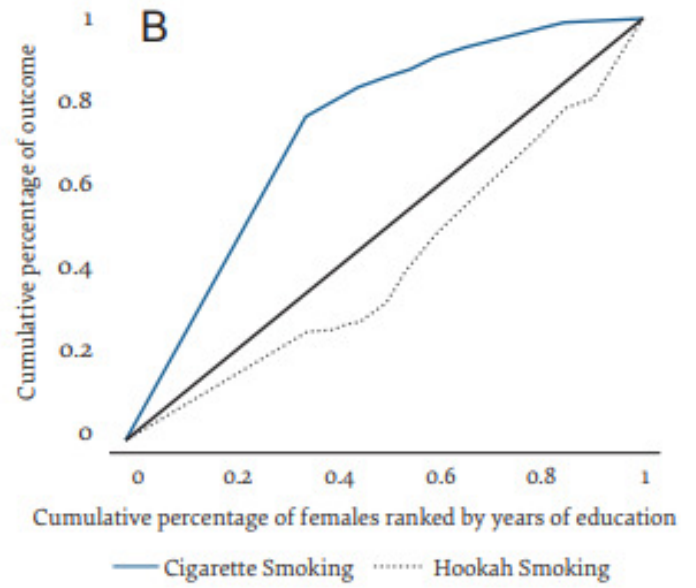 B
Cumulative percentage of outcome
1
0.8
0.6
0.4
0.2
0
0 0.2 0.4 0.6 0.8 1
Cumulative percentage of females ranked by years of education
Cigarette Smoking Hookah Smoking